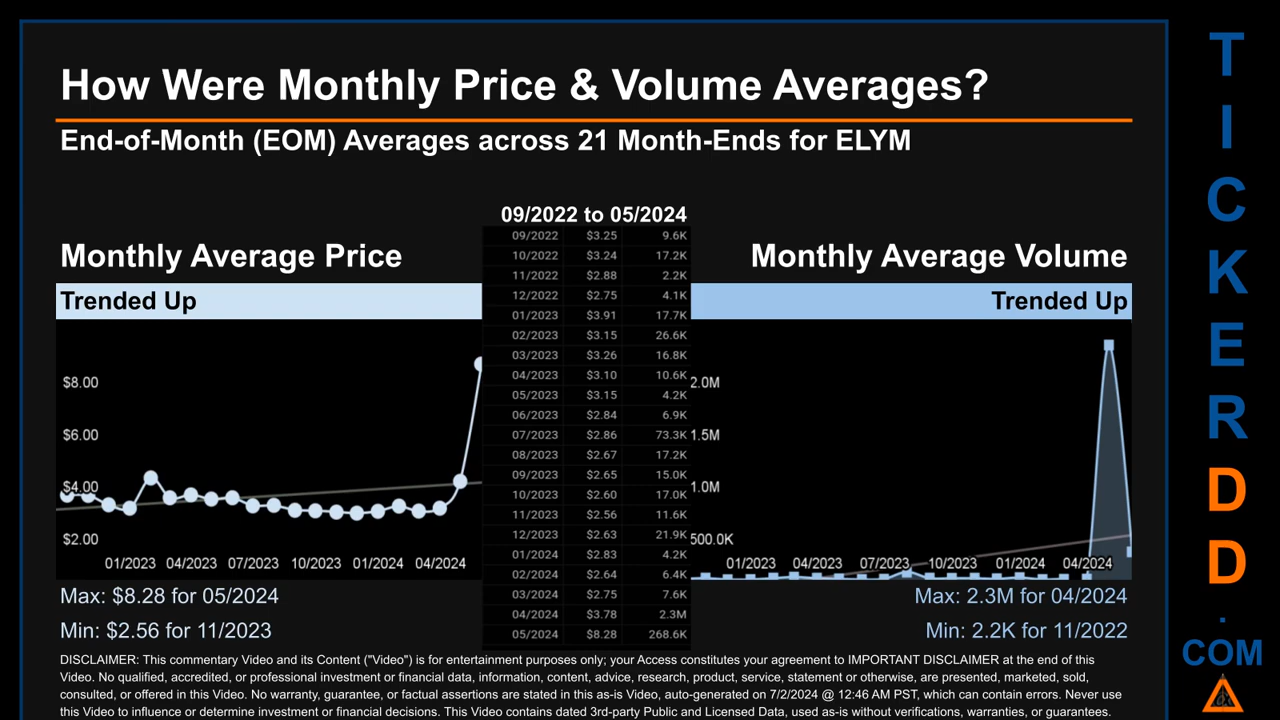 How Were Monthly Price & Volume Averages?
End-of-Month (EOM) Averages across 21 Month-Ends for ELYM
09/2022 to 05/2024
Monthly Average Price
Monthly Average Volume
Trended Up
Trended Up
09/2022 $3.25 9.6K
10/2022 $3.24 17.2K
11/2022 $2.88 2.2K
12/2022 $2.75 4.1K
01/2023 $3.91 17.7K
02/2023 $3.15 26.6K
03/2023 $3.26 16.8K
04/2023 $3.10 10.6K
05/2023 $3.15 4.2K
06/2023 $2.84 6.9K
07/2023 $2.86 73.3K
08/2023 $2.67 17.2K
09/2023 $2.65 15.0K
10/2023 $2.60 17.0K
11/2023 $2.56 11.6K
12/2023 $2.63 21.9K
01/2024 $2.83 4.2K
02/2024 $2.64 6.4K
03/2024 $2.75 7.6K
04/2024 $3.78 2.3M
05/2024 $8.28 268.6K
$8.00
$6.00
$4.00
$2.00
01/2023 04/2023 07/2023 10/2023 01/2024 04/2024
2.0M
1.5M
1.0M
500.0K
01/2023 04/2023 07/2023 10/2023 01/2024 04/2024
Max: $8.28 for 05/2024
Min: $2.56 for 11/2023
Max: 2.3M for 04/2024
Min: 2.2K for 11/2022
DISCLAIMER: This commentary Video and its Content ("Video") is for entertainment purposes only; your Access constitutes your agreement to IMPORTANT DISCLAIMER at the end of this
Video. No qualified, accredited, or professional investment or financial data, information, content, advice, research, product, service, statement or otherwise, are presented, marketed, sold,
consulted, or offered in this Video. No warranty, guarantee, or factual assertions are stated in this as-is Video, auto-generated on 7/2/2024 @ 12:46 AM PST, which can contain errors. Never use
this Video to influence or determine investment or financial decisions. This Video contains dated 3rd-party Public and Licensed Data, used as-is without verifications, warranties, or guarantees.
T
I
C
K
E
R
D
D
.
COM